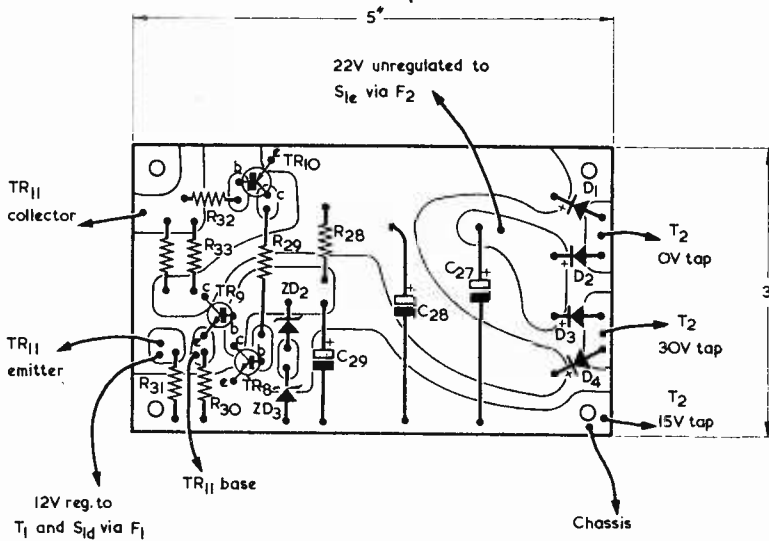 5"
22V unregulated to
S1e via F2
TR11
collector
e
b
TR10
c
R32
R33
R29
R28
D1
T2
0V tap
C27
+
D2
+
c
TR9
b
ZD2
+
C28
D3
+
T2
30V tap
3
TR11
emitter
e
c
b
+
C29
D4
+
R31
R30
e
TR8
ZD3
T2
15V tap
TR11 base
12V reg. to
T1 and S1d via F1
Chassis